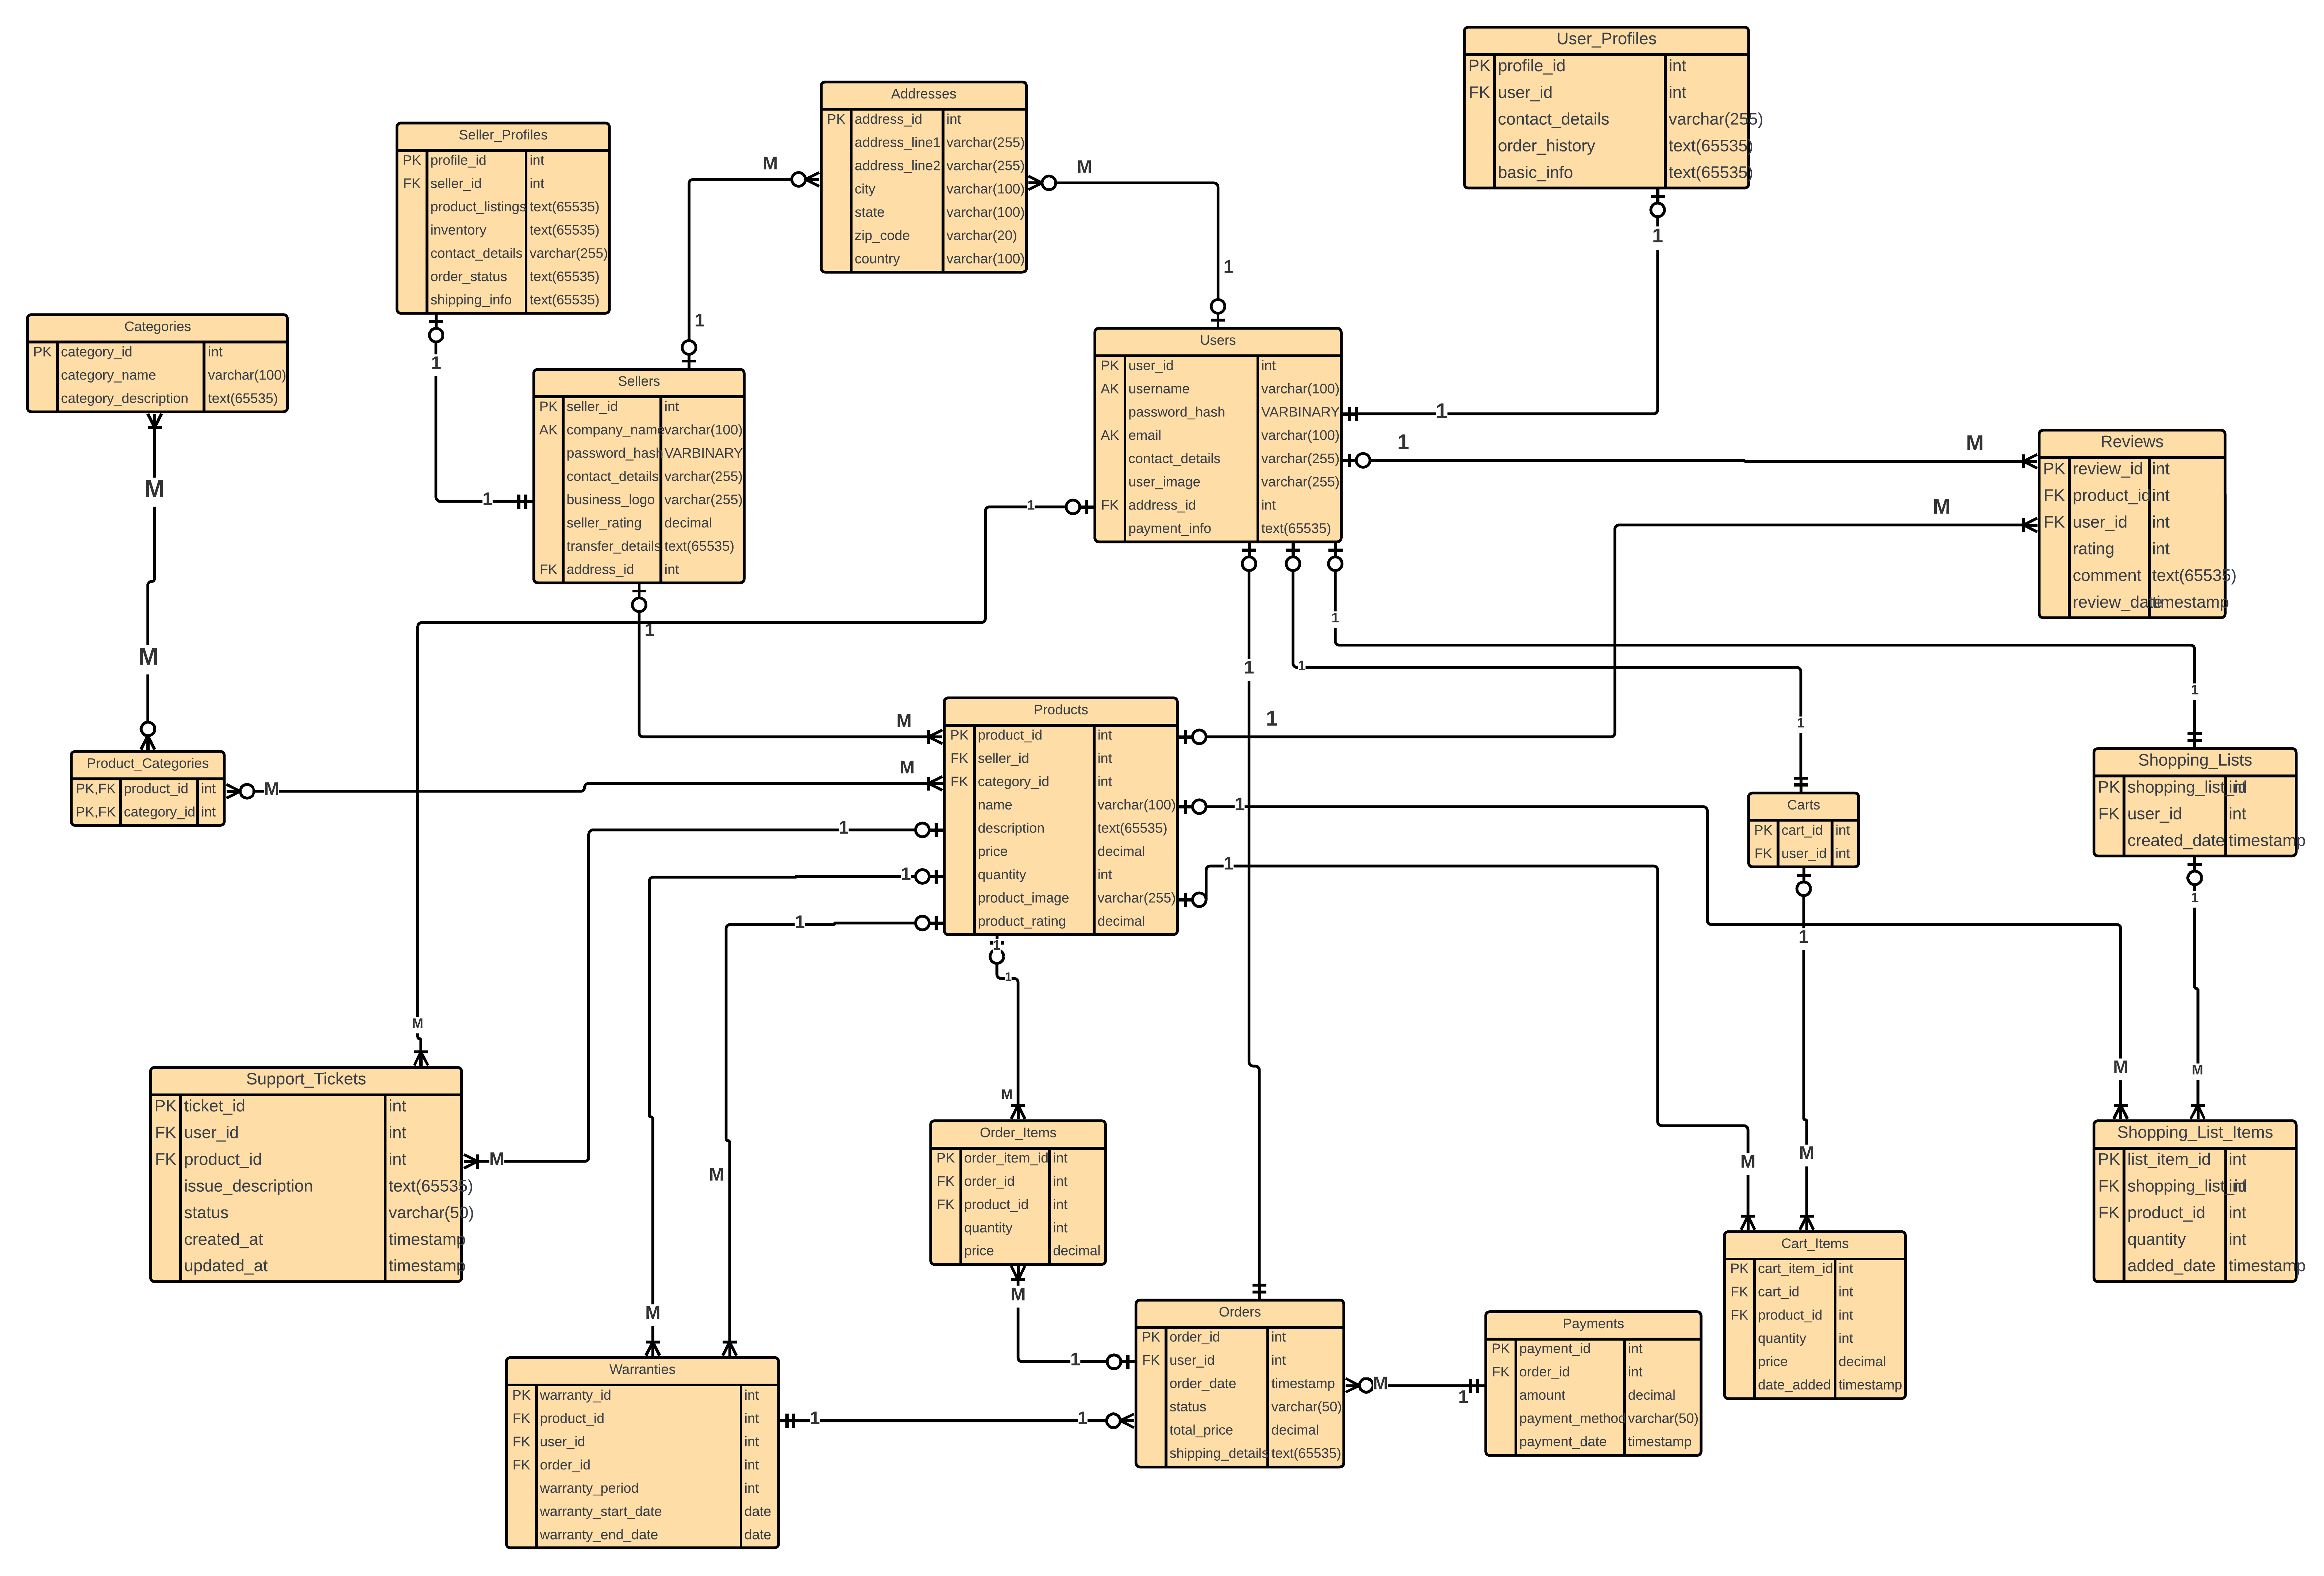 User_Profiles
PK profile_id int
FK user_id int
contact_details varchar(255)
order_history text(65535)
basic_info text(65535)
1
1
Addresses
PK address_id int
address_line1 varchar(255)
address_line2 varchar(255)
city varchar(100)
state varchar(100)
zip_code varchar(20)
country varchar(100)
M
M
1
1
Seller_Profiles
PK profile_id int
FK seller_id int
product_listings text(65535)
inventory text(65535)
contact_details varchar(255)
order_status text(65535)
shipping_info text(65535)
1
1
Categories
PK category_id int
category_name varchar(100)
category_description text(65535)
M
M
Sellers
PK seller_id int
AK company_name varchar(100)
password_hash VARBINARY
contact_details varchar(255)
business_logo varchar(255)
seller_rating decimal
transfer_details text(65535)
FK address_id int
1
M
Users
PK user_id int
AK username varchar(100)
password_hash VARBINARY
AK email varchar(100)
contact_details varchar(255)
user_image varchar(255)
FK address_id int
payment_info text(65535)
1
M
M
1
1
1
1
Reviews
PK review_id int
FK product_id int
FK user_id int
rating int
comment text(65535)
review_date timestamp
1
1
Product_Categories
PK,FK product_id int
PK,FK category_id int
M
M
Products
PK product_id int
FK seller_id int
FK category_id int
name varchar(100)
description text(65535)
price decimal
quantity int
product_image varchar(255)
product_rating decimal
1
1
1
1
1
1
1
1
Carts
PK cart_id int
FK user_id int
1
M
Shopping_Lists
PK shopping_list_id int
FK user_id int
created_date timestamp
1
M
M
Support_Tickets
PK ticket_id int
FK user_id int
FK product_id int
issue_description text(65535)
status varchar(50)
created_at timestamp
updated_at timestamp
M
M
M
M
M
Order_Items
PK order_item_id int
FK order_id int
FK product_id int
quantity int
price decimal
M
1
M
Shopping_List_Items
PK list_item_id int
FK shopping_list_id int
FK product_id int
quantity int
added_date timestamp
Cart_Items
PK cart_item_id int
FK cart_id int
FK product_id int
quantity int
price decimal
date_added timestamp
Orders
PK order_id int
FK user_id int
order_date timestamp
status varchar(50)
total_price decimal
shipping_details text(65535)
M
1
Payments
PK payment_id int
FK order_id int
amount decimal
payment_method varchar(50)
payment_date timestamp
Warranties
PK warranty_id int
FK product_id int
FK user_id int
FK order_id int
warranty_period int
warranty_start_date date
warranty_end_date date
1
1